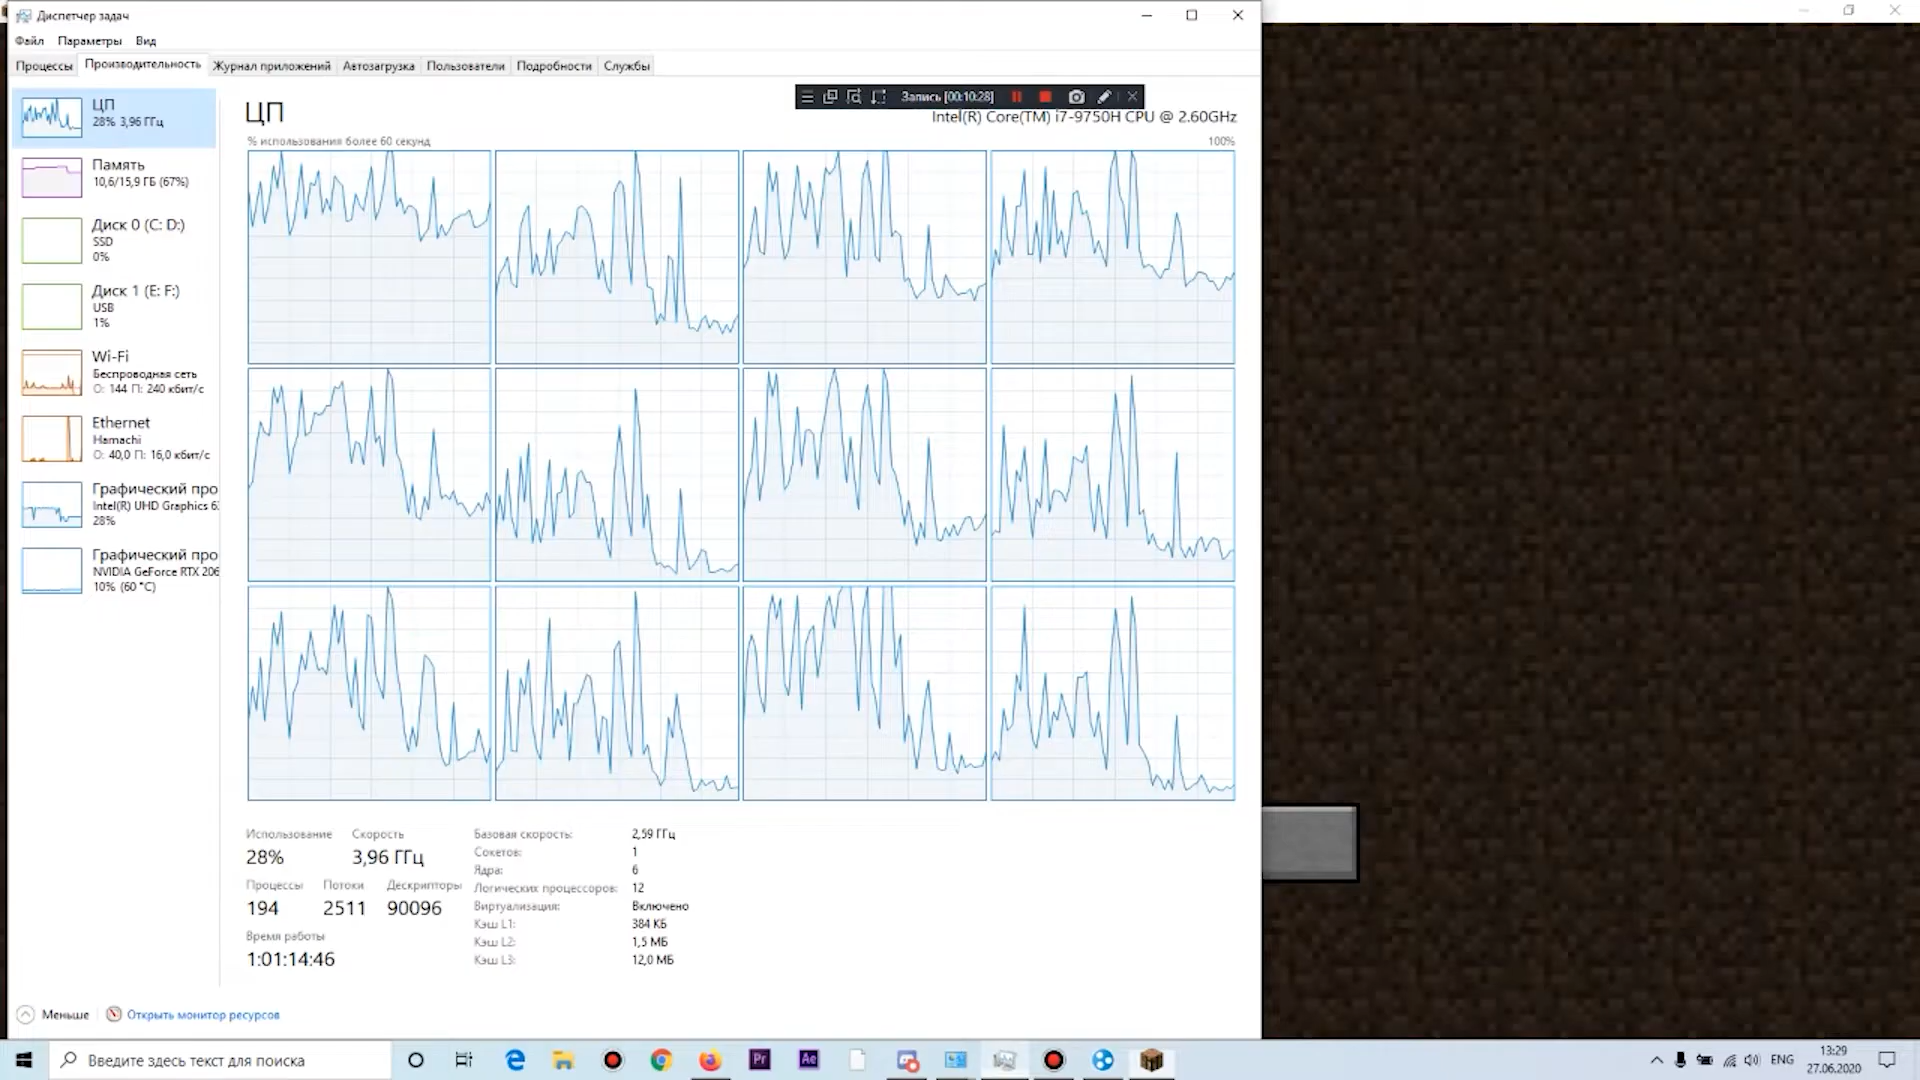 Диспетчер задач
Файл Параметры Вид
Процессы Производительность Журнал приложений Автозагрузка Пользователи Подробности Службы
ЦП
28% 3,96 ГГц
Память
10,6/15,9 ГБ (67%)
Диск 0 (C: D:)
SSD
0%
Диск 1 (E: F:)
USB
1%
Wi-Fi
Беспроводная сеть
О: 144 П: 240 кбит/с
Ethernet
Hamachi
О: 40,0 П: 16,0 кбит/с
Графический про
Intel(R) UHD Graphics 6
28%
Графический про
NVIDIA GeForce RTX 206
10% (60 °C)
ЦП
Запись [00:10:28]
Intel(R) Core(TM) i7-9750H CPU @ 2.60GHz
% использования более 60 секунд 100%
Использование Скорость
28% 3,96 ГГц
Процессы Потоки Дескрипторы
194 2511 90096
Время работы
1:01:14:46
Базовая скорость: 2,59 ГГц
Сокетов: 1
Ядра: 6
Логических процессоров: 12
Виртуализация: Включено
Кэш L1: 384 КБ
Кэш L2: 1,5 МБ
Кэш L3: 12,0 МБ
Меньше Открыть монитор ресурсов
Введите здесь текст для поиска
Pr Ae
ENG
13:29
27.06.2020